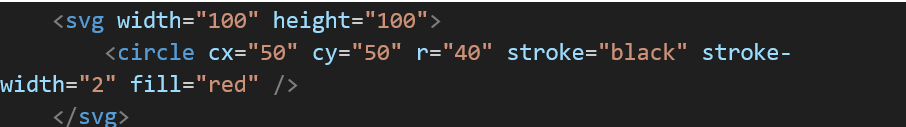 <svg width="100" height="100">
<circle cx="50" cy="50" r="40" stroke="black" stroke-
width="2" fill="red" />
</svg>